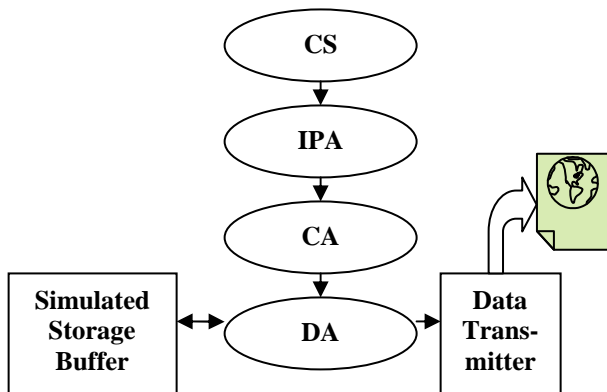 CS
IPA
CA
Simulated
Storage
Buffer
DA
Data
Trans-
mitter